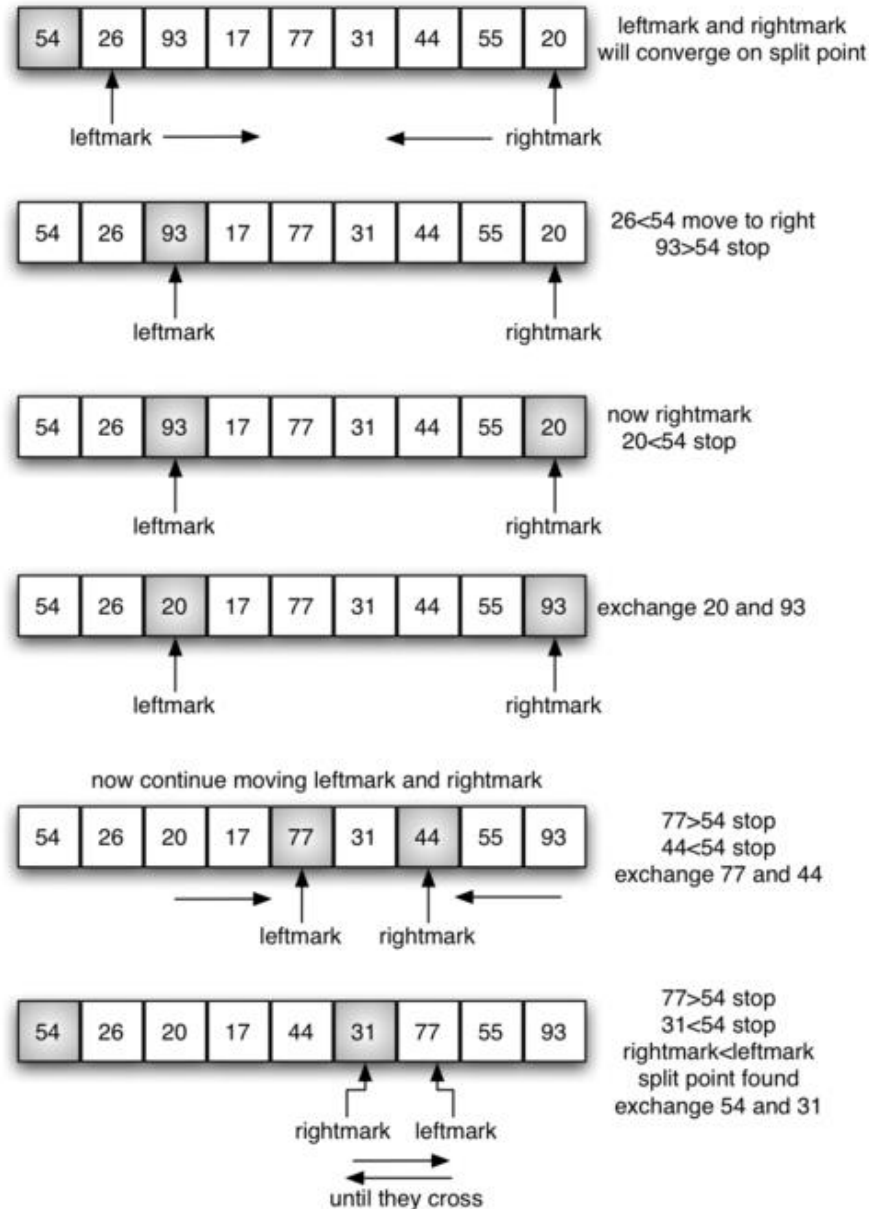 54 26 93 17 77 31 44 55 20
leftmark and rightmark
will converge on split point
leftmark rightmark
54 26 93 17 77 31 44 55 20
26<54 move to right
93>54 stop
leftmark rightmark
54 26 93 17 77 31 44 55 20
now rightmark
20<54 stop
leftmark rightmark
54 26 20 17 77 31 44 55 93
exchange 20 and 93
leftmark rightmark
now continue moving leftmark and rightmark
54 26 20 17 77 31 44 55 93
77>54 stop
44<54 stop
exchange 77 and 44
leftmark rightmark
54 26 20 17 44 31 77 55 93
77>54 stop
31<54 stop
rightmark<leftmark
split point found
exchange 54 and 31
rightmark leftmark
until they cross